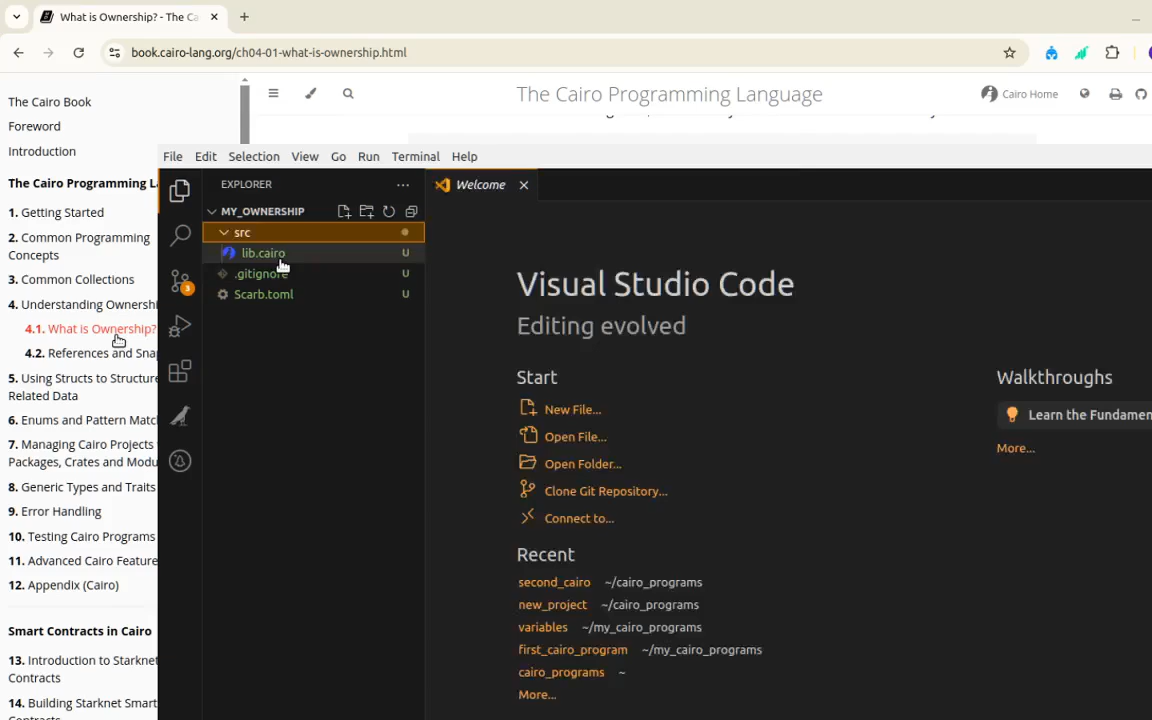 What is Ownership? - The Ca
book.cairo-lang.org/ch04-01-what-is-ownership.html
The Cairo Book
Foreword
Introduction
The Cairo Programming La
1. Getting Started
2. Common Programming
Concepts
3. Common Collections
4. Understanding Ownershi
4.1. What is Ownership?
4.2. References and Snap
5. Using Structs to Structure
Related Data
6. Enums and Pattern Matc
7. Managing Cairo Projects
Packages, Crates and Modu
8. Generic Types and Traits
9. Error Handling
10. Testing Cairo Programs
11. Advanced Cairo Feature
12. Appendix (Cairo)
Smart Contracts in Cairo
13. Introduction to Starknet
Contracts
14. Building Starknet Smart
Contracts
The Cairo Programming Language
Cairo Home
File Edit Selection View Go Run Terminal Help
EXPLORER
MY_OWNERSHIP
src
lib.cairo U
.gitignore U
Scarb.toml U
3
Welcome
Visual Studio Code
Editing evolved
Start
New File...
Open File...
Open Folder...
Clone Git Repository...
Connect to...
Recent
second_cairo ~/cairo_programs
new_project ~/cairo_programs
variables ~/my_cairo_programs
first_cairo_program ~/my_cairo_programs
cairo_programs ~
More...
Walkthroughs
Learn the Fundamen
More...